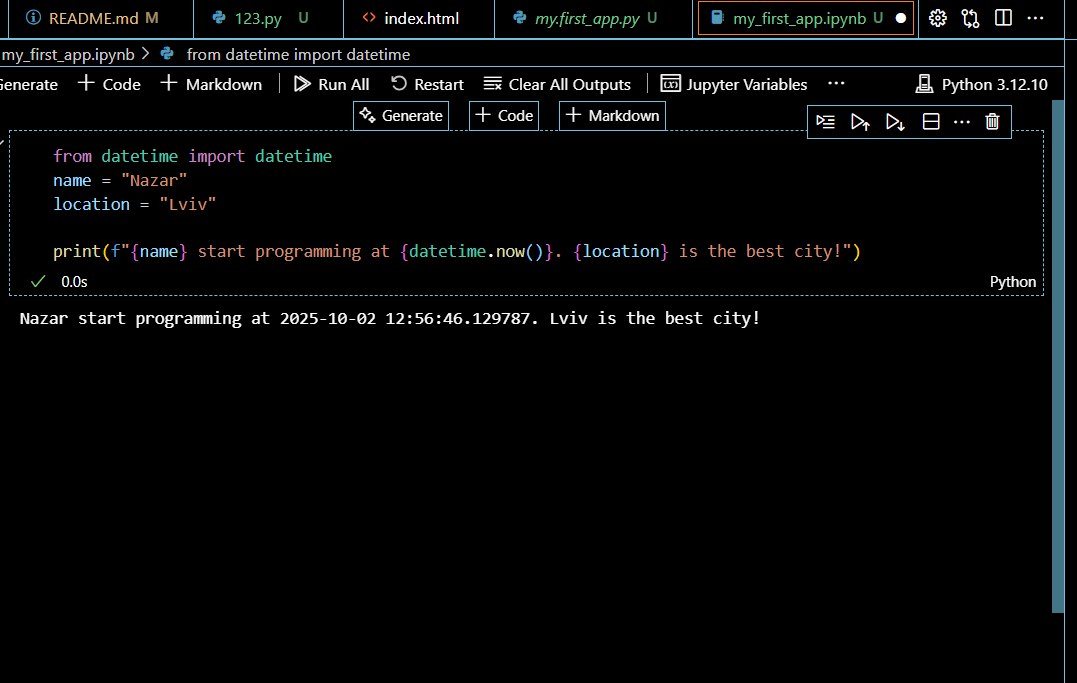 README.md M 123.py U index.html my.first_app.py U my_first_app.ipynb U
my_first_app.ipynb > from datetime import datetime
Generate + Code + Markdown Run All Restart Clear All Outputs Jupyter Variables ... Python 3.12.10
Generate + Code + Markdown
from datetime import datetime
name = "Nazar"
location = "Lviv"
print(f"{name} start programming at {datetime.now()}. {location} is the best city!")
0.0s Python
Nazar start programming at 2025-10-02 12:56:46.129787. Lviv is the best city!